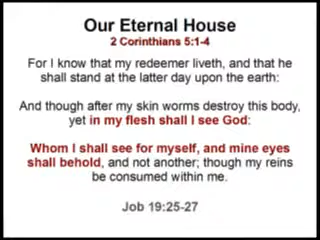 Our Eternal House
2 Corinthians 5:1-4
For I know that my redeemer liveth, and that he
shall stand at the latter day upon the earth:
And though after my skin worms destroy this body,
yet in my flesh shall I see God:
Whom I shall see for myself, and mine eyes
shall behold, and not another; though my reins
be consumed within me.
Job 19:25-27